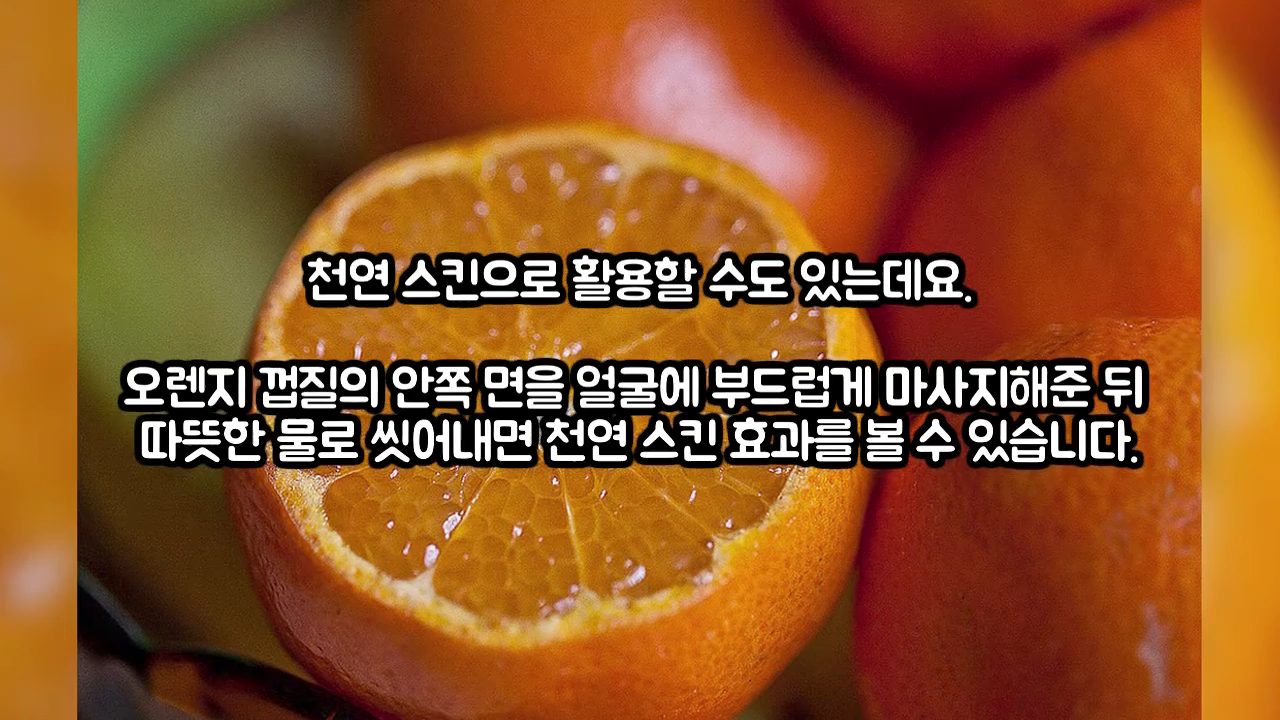 천연 스킨으로 활용할 수도 있는데요.
오렌지 껍질의 안쪽 면을 얼굴에 부드럽게 마사지해준 뒤
따뜻한 물로 씻어내면 천연 스킨 효과를 볼 수 있습니다.